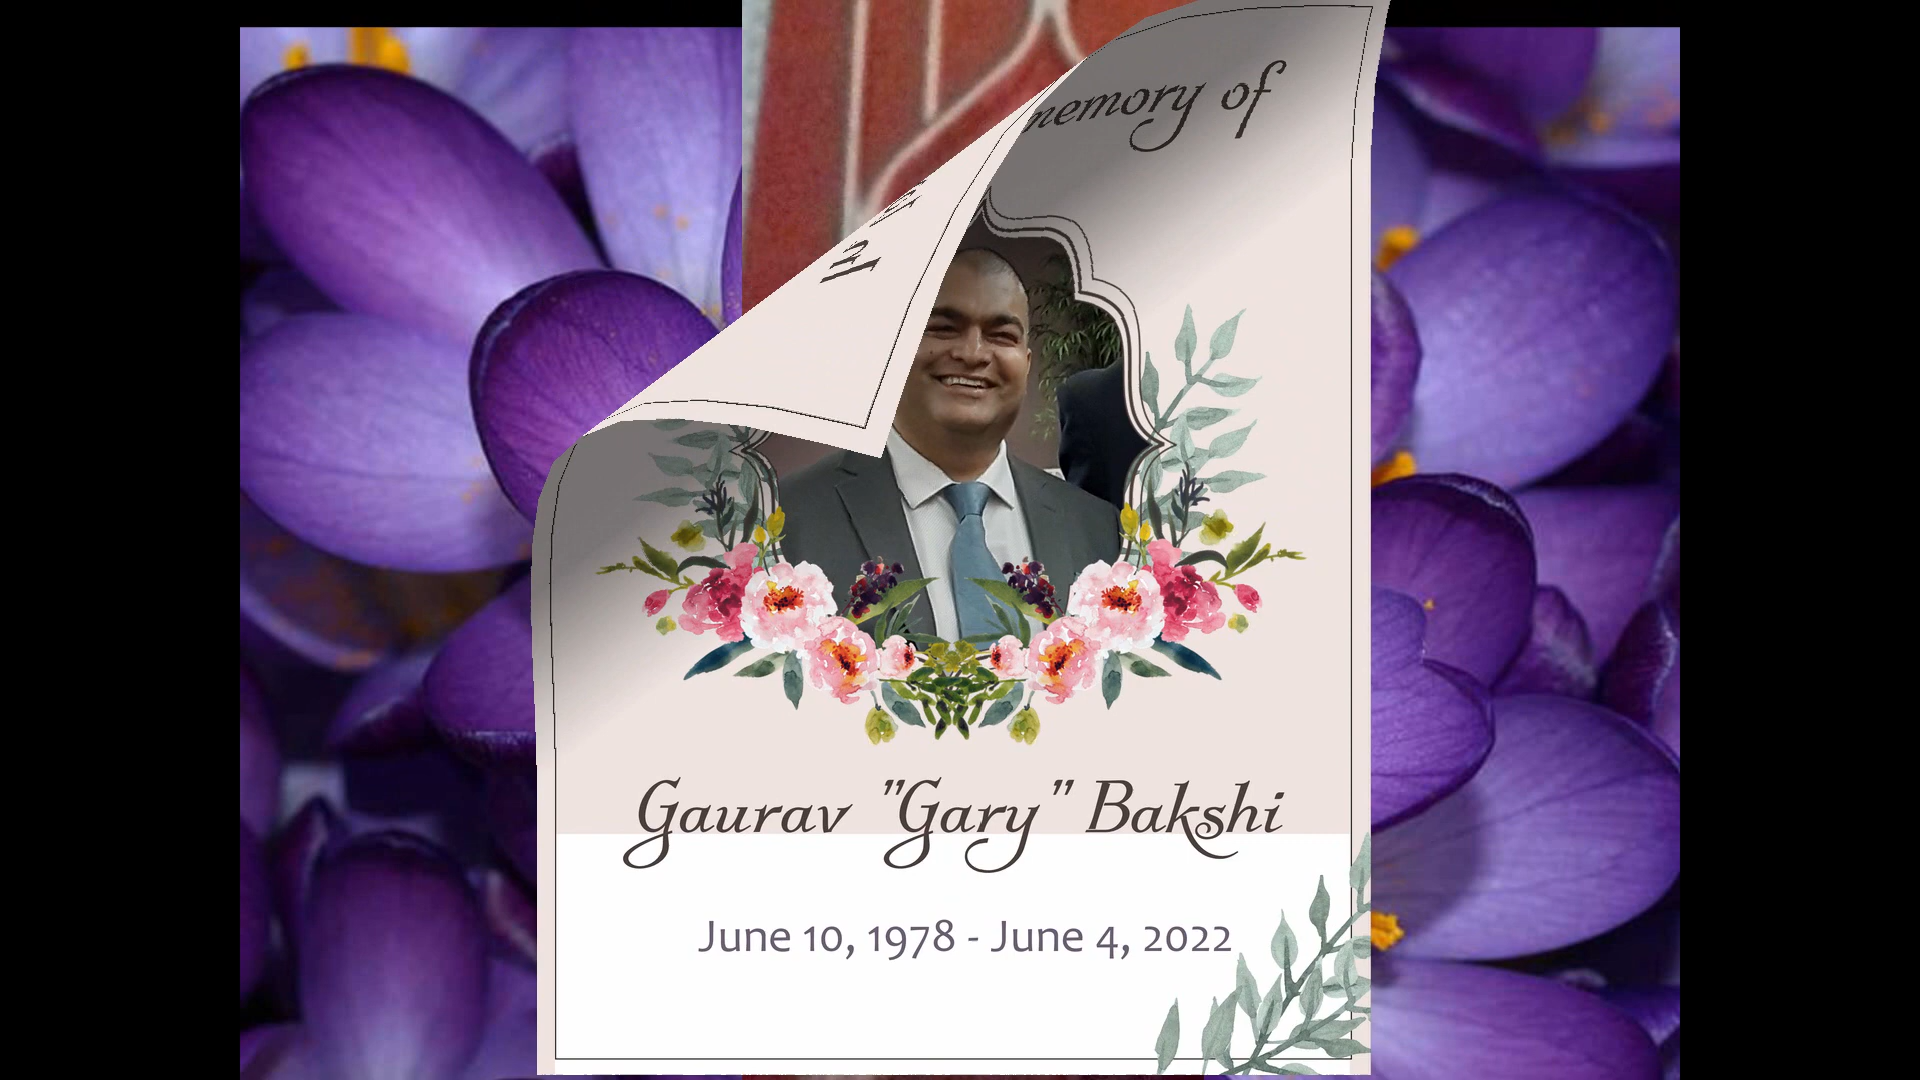 memory of
Gaurav "Gary" Bakshi
June 10, 1978 - June 4, 2022